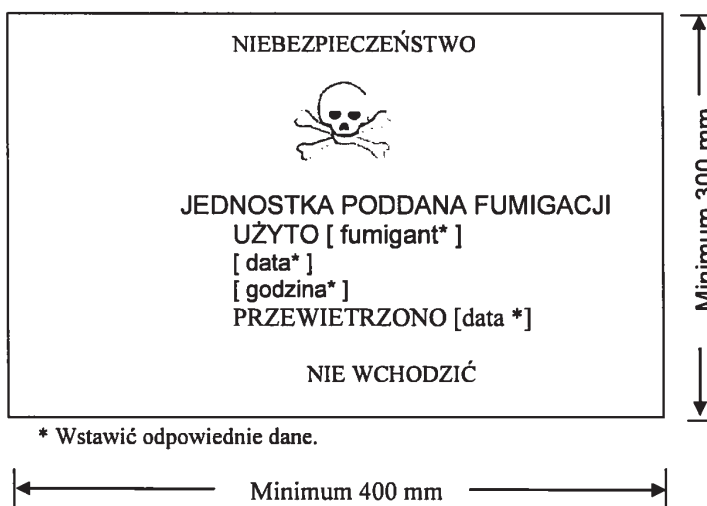 NIEBEZPIECZEŃSTWO
JEDNOSTKA PODDANA FUMIGACJI
UŻYTO [ fumigant* ]
[ data* ]
[ godzina* ]
PRZEWIETRZONO [data *]
NIE WCHODZIĆ
Minimum 300 mm
* Wstawić odpowiednie dane.
Minimum 400 mm